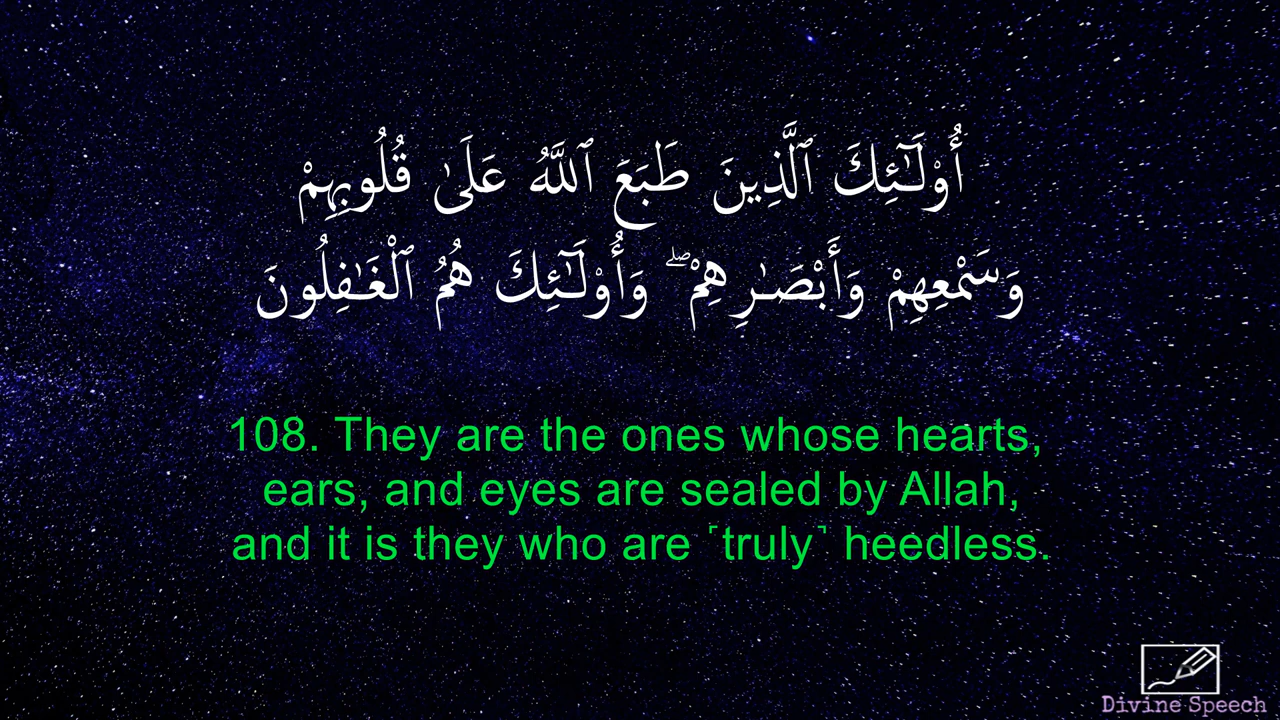 أُو۟لَـٰٓئِكَ ٱلَّذِينَ طَبَعَ ٱللَّهُ عَلَىٰ قُلُوبِهِمْ
وَسَمْعِهِمْ وَأَبْصَـٰرِهِمْ ۖ وَأُو۟لَـٰٓئِكَ هُمُ ٱلْغَـٰفِلُونَ
108. They are the ones whose hearts,
ears, and eyes are sealed by Allah,
and it is they who are ˹truly˺ heedless.
Divine Speech